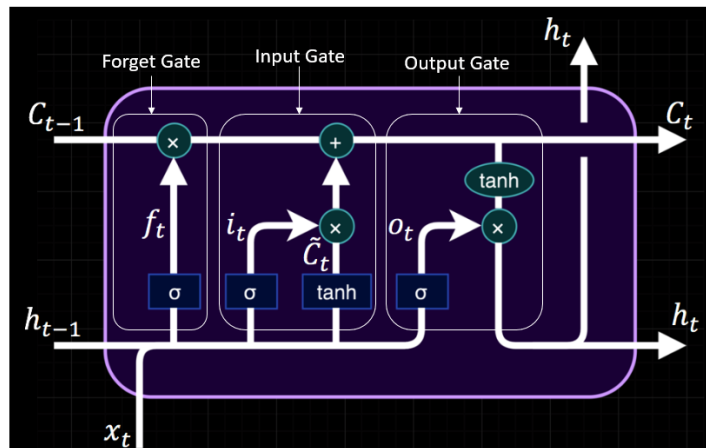 h_t
Forget Gate
Input Gate
Output Gate
C_{t-1}
C_t
×
+
tanh
f_t
i_t
×
o_t
×
C̃_t
σ
σ
tanh
σ
h_{t-1}
h_t
x_t